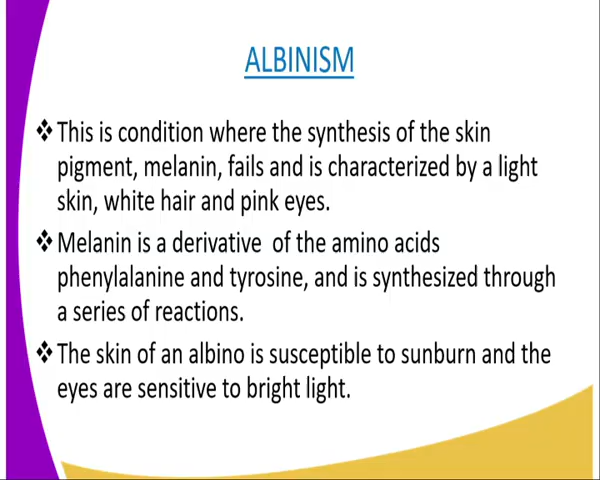 ALBINISM
❖This is condition where the synthesis of the skin
pigment, melanin, fails and is characterized by a light
skin, white hair and pink eyes.
❖Melanin is a derivative of the amino acids
phenylalanine and tyrosine, and is synthesized through
a series of reactions.
❖The skin of an albino is susceptible to sunburn and the
eyes are sensitive to bright light.